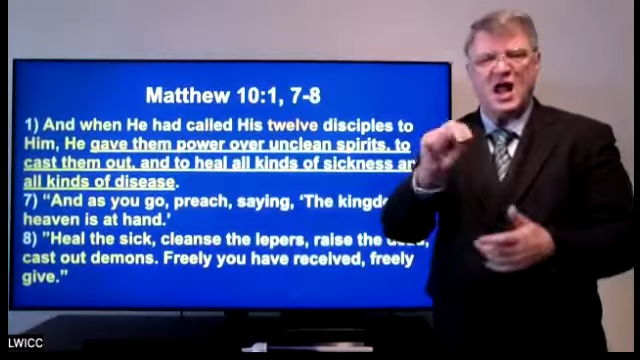 Matthew 10:1, 7-8
1) And when He had called His twelve disciples to
Him, He gave them power over unclean spirits, to
cast them out, and to heal all kinds of sickness
all kinds of disease.
7) “And as you go, preach, saying, ‘The
heaven is at hand.’
8) "Heal the sick, cleanse the lepers, raise the
cast out demons. Freely you have received, freely
give.”
LWICC